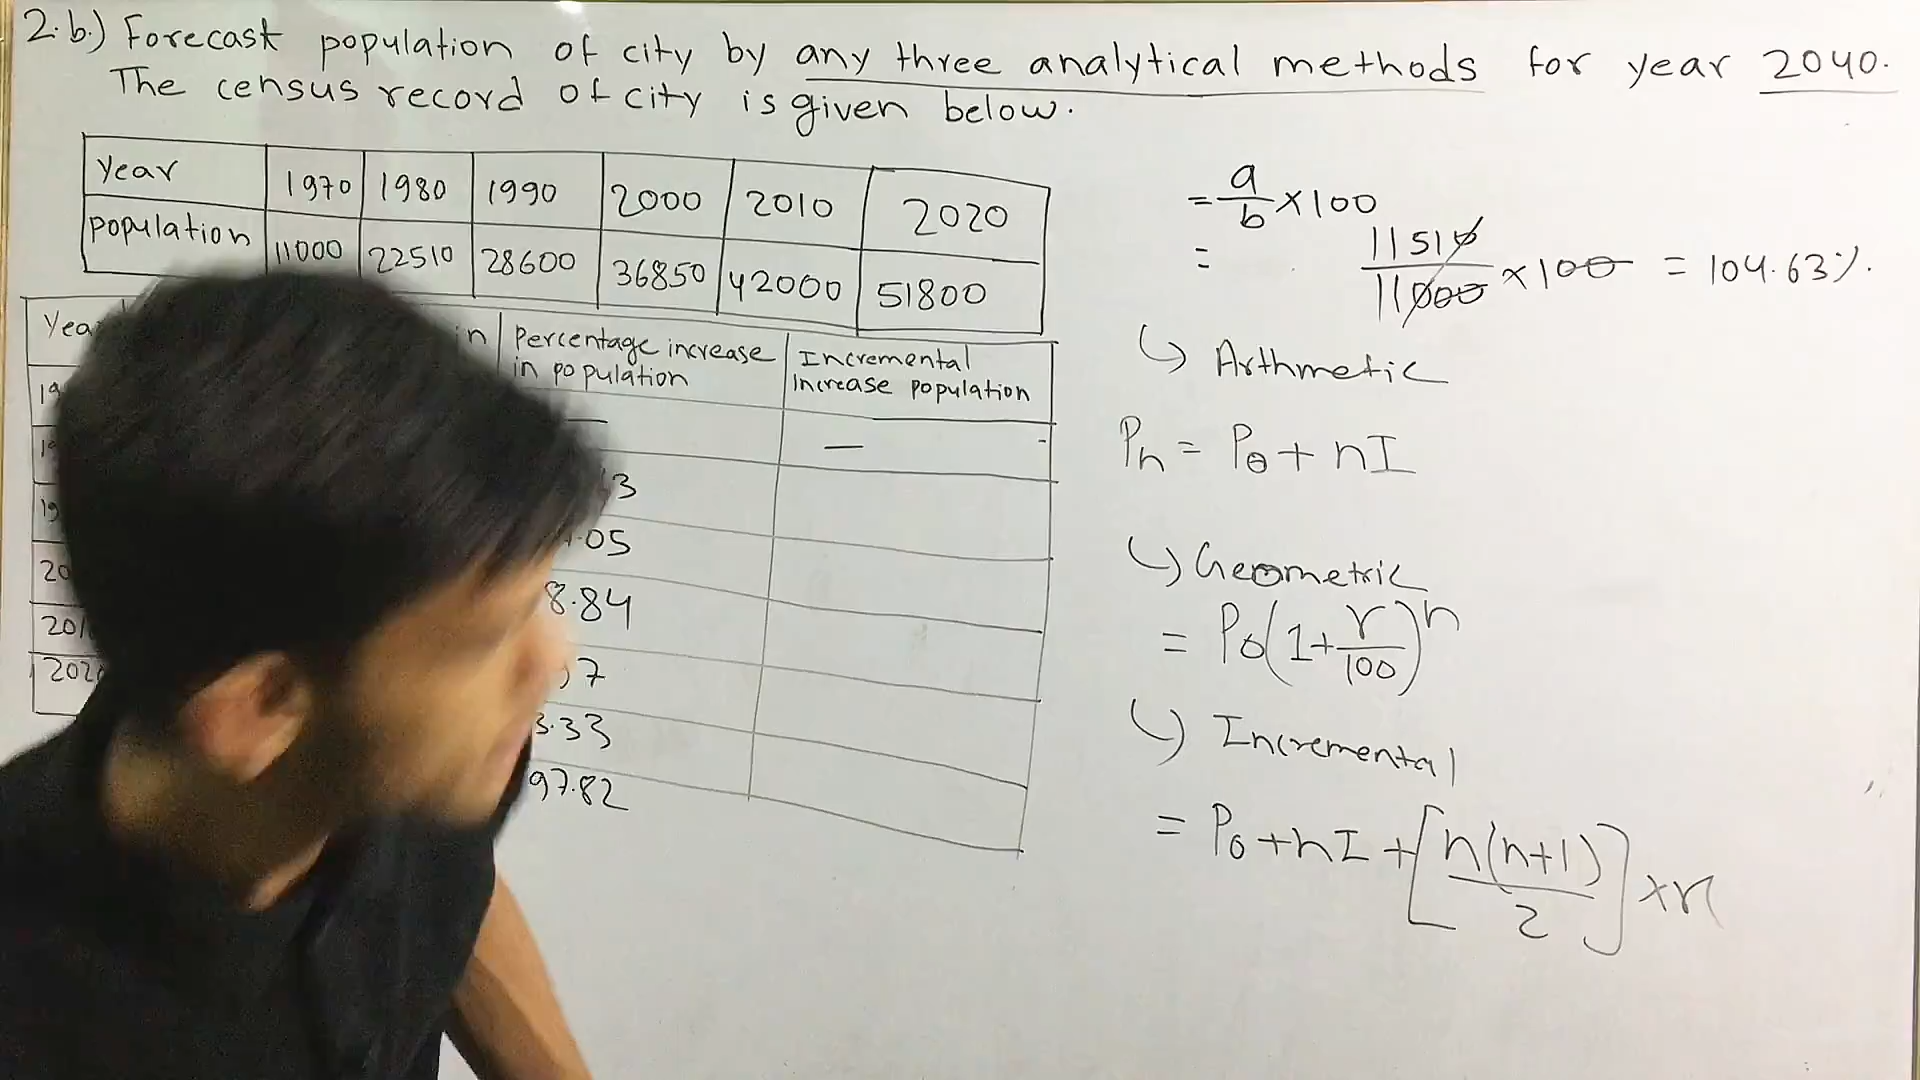 2.b.) Forecast population of city by any three analytical methods for year 2040.
The census record of city is given below.
Year 1970 1980 1990 2000 2010 2020
population 11000 22510 28600 36850 42000 51800
Percentage increase in population
Incremental increase population
—
—
.05
8.84
3.33
97.82
= a/b ×100
= 11510/11000 ×100 = 104.63%.
↳ Arthmetic
Pn = Po + nI
↳ Geometric
= Po(1+r/100)^n
↳ Incremental
= Po+nI+[n(n+1)/2]×r